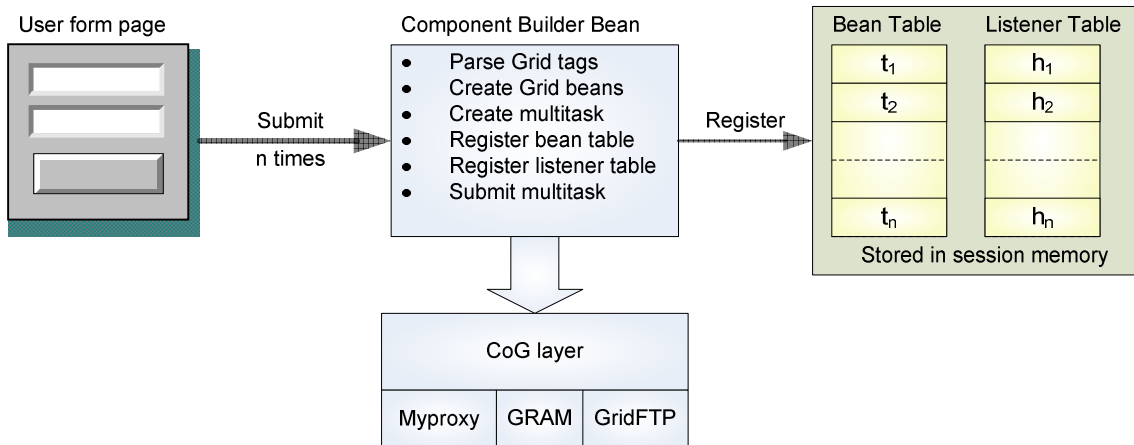 User form page
Submit
n times
Component Builder Bean
• Parse Grid tags
• Create Grid beans
• Create multitask
• Register bean table
• Register listener table
• Submit multitask
Register
Bean Table
Listener Table
t1
h1
t2
h2
tn
hn
Stored in session memory
CoG layer
Myproxy
GRAM
GridFTP